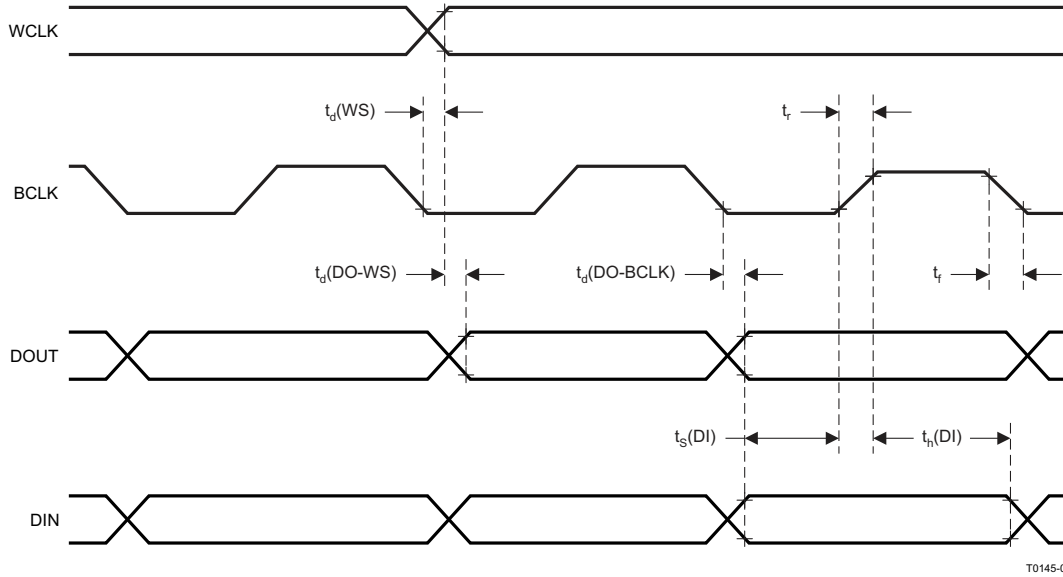 WCLK
t_d(WS)
t_r
BCLK
t_d(DO-WS)
t_d(DO-BCLK)
t_f
DOUT
t_S(DI)
t_h(DI)
DIN